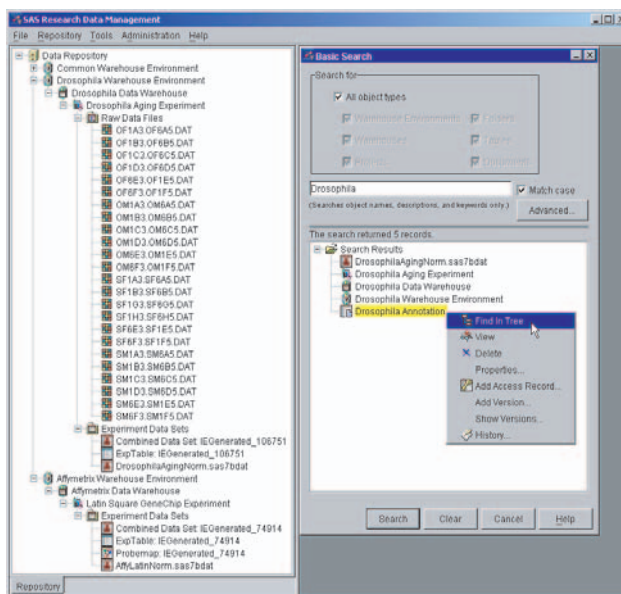 SAS Research Data Management
File Repository Tools Administration Help
Data Repository
Common Warehouse Environment
Drosophila Warehouse Environment
Drosophila Data Warehouse
Drosophila Aging Experiment
Raw Data Files
OF1A3.OF6A5.DAT
OF1B3.OF6B5.DAT
OF1C3.OF6C5.DAT
OF1D3.OF6D5.DAT
OF6E3.OF1E5.DAT
OF6F3.OF1F5.DAT
OM1A3.OM6A5.DAT
OM1B3.OM6B5.DAT
OM1C3.OM6C5.DAT
OM1D3.OM6D5.DAT
OM6E3.OM1E5.DAT
OM6F3.OM1F5.DAT
SF1A3.SF6A5.DAT
SF1B3.SF6B5.DAT
SF1G3.SF6G5.DAT
SF1H3.SF6H5.DAT
SF6E3.SF1E5.DAT
SF6F3.SF1F5.DAT
SM1A3.SM6A5.DAT
SM1B3.SM6B5.DAT
SM1C3.SM6C5.DAT
SM1D3.SM6D5.DAT
SM6E3.SM1E5.DAT
SM6F3.SM1F5.DAT
Experiment Data Sets
Combined Data Set: IEGenerated_106751
ExpTable: IEGenerated_106751
DrosophilaAgingNorm.sas7bdat
Affymetrix Warehouse Environment
Affymetrix Data Warehouse
Latin Square GeneChip Experiment
Experiment Data Sets
Combined Data Set: IEGenerated_74914
ExpTable: IEGenerated_74914
Probemap: IEGenerated_74914
AffyLatinNorm.sas7bdat
Repository
Basic Search
Search for
All object types
Warehouse Environments Folders
Warehouses Tables
Documents
Drosophila Match case
(Searches object names, descriptions, and keywords only.) Advanced...
The search returned 5 records.
Search Results
DrosophilaAgingNorm.sas7bdat
Drosophila Aging Experiment
Drosophila Data Warehouse
Drosophila Warehouse Environment
Drosophila Annotation
Find In Tree
View
Delete
Properties...
Add Access Record...
Add Version...
Show Versions...
History...
Search Clear Cancel Help